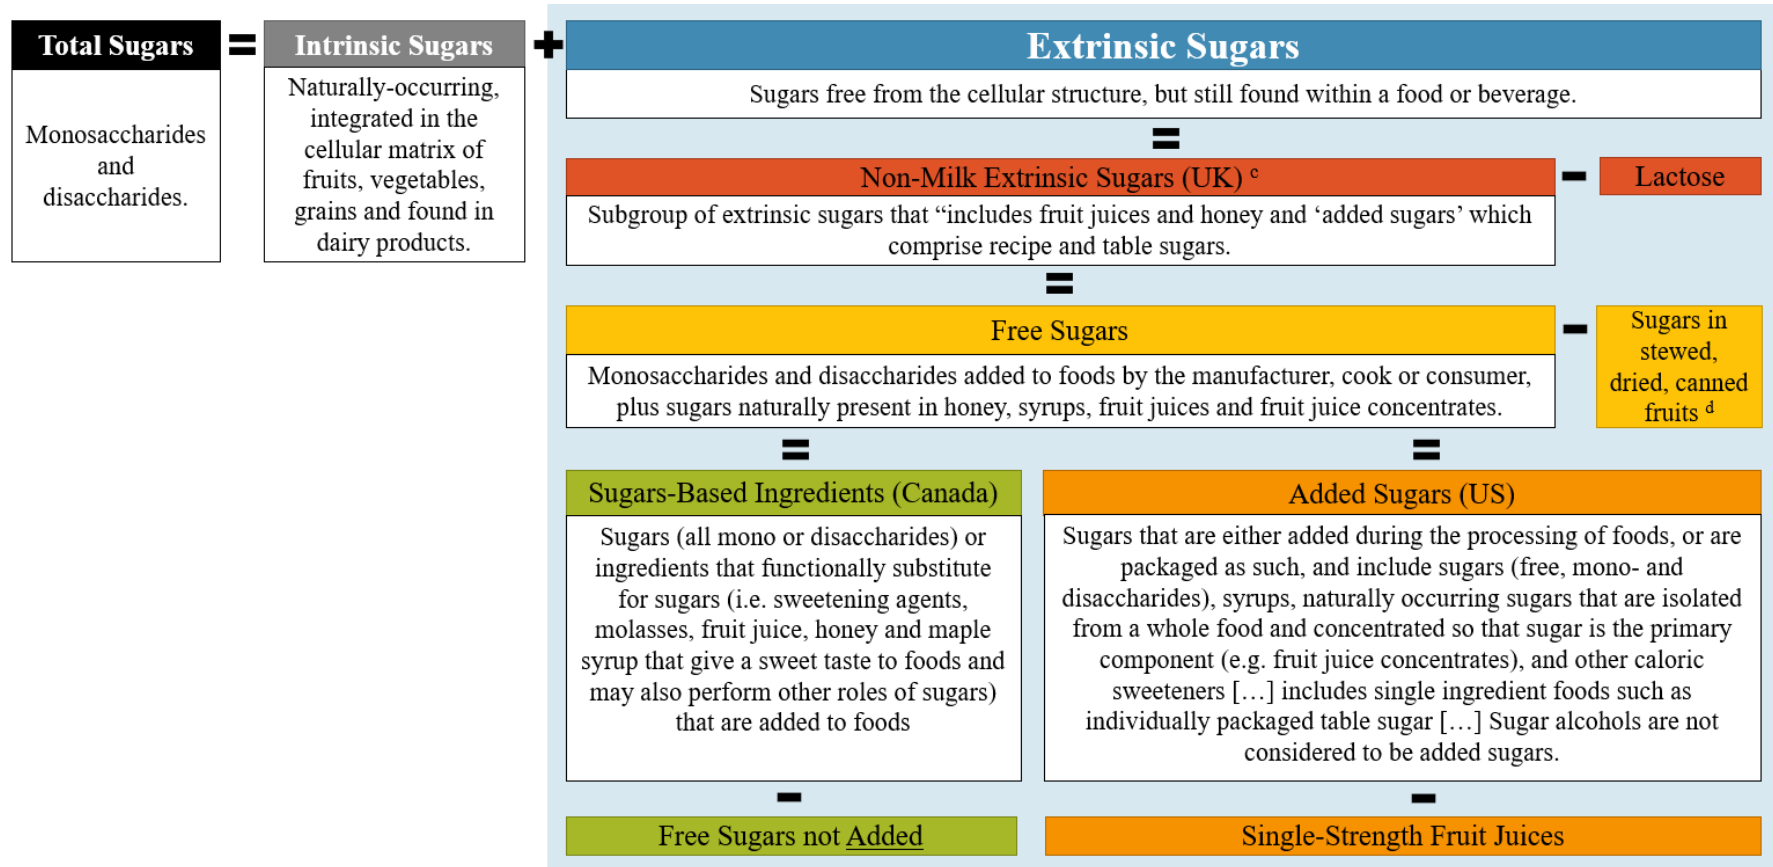 Total Sugars = Intrinsic Sugars + Extrinsic Sugars
Monosaccharides
and
disaccharides.
Naturally-occurring,
integrated in the
cellular matrix of
fruits, vegetables,
grains and found in
dairy products.
Sugars free from the cellular structure, but still found within a food or beverage.
=
Non-Milk Extrinsic Sugars (UK) ᶜ - Lactose
Subgroup of extrinsic sugars that “includes fruit juices and honey and ‘added sugars’ which
comprise recipe and table sugars.
=
Free Sugars -
Sugars in
stewed,
dried, canned
fruits ᵈ
Monosaccharides and disaccharides added to foods by the manufacturer, cook or consumer,
plus sugars naturally present in honey, syrups, fruit juices and fruit juice concentrates.
= =
Sugars-Based Ingredients (Canada)
Sugars (all mono or disaccharides) or
ingredients that functionally substitute
for sugars (i.e. sweetening agents,
molasses, fruit juice, honey and maple
syrup that give a sweet taste to foods and
may also perform other roles of sugars)
that are added to foods
-
Free Sugars not Added
Added Sugars (US)
Sugars that are either added during the processing of foods, or are
packaged as such, and include sugars (free, mono- and
disaccharides), syrups, naturally occurring sugars that are isolated
from a whole food and concentrated so that sugar is the primary
component (e.g. fruit juice concentrates), and other caloric
sweeteners […] includes single ingredient foods such as
individually packaged table sugar […] Sugar alcohols are not
considered to be added sugars.
-
Single-Strength Fruit Juices